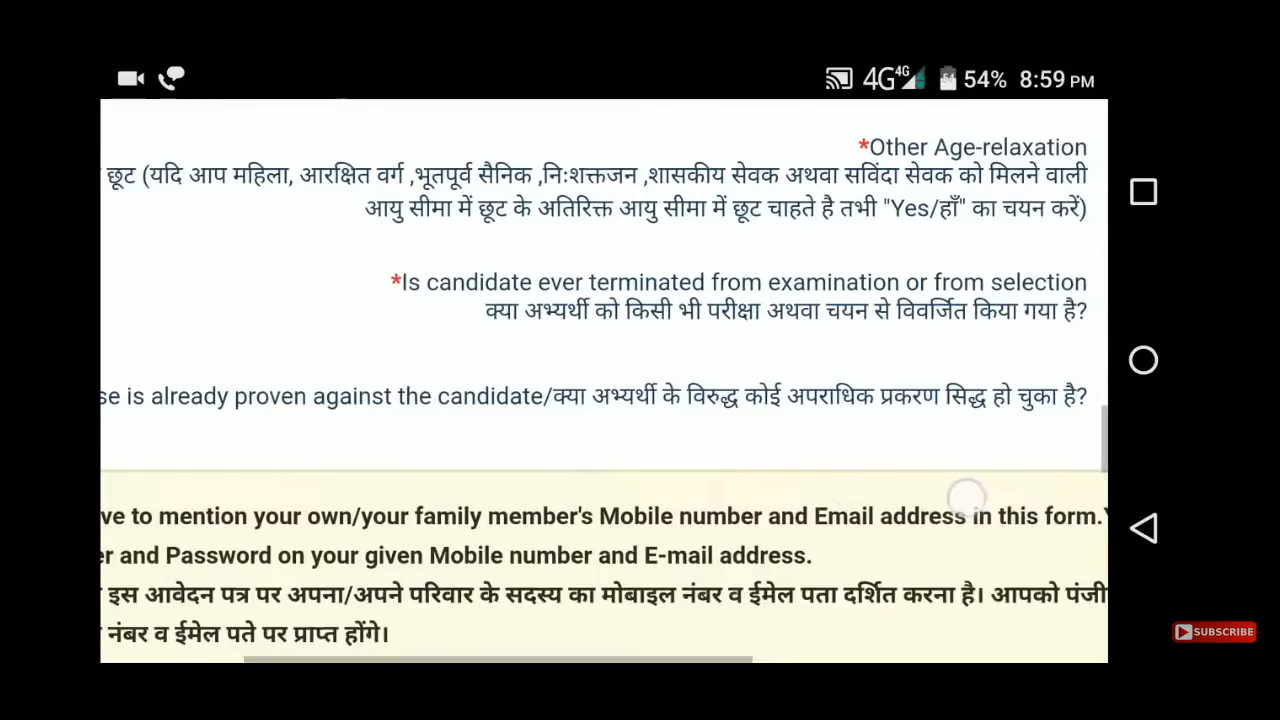 4G 4G 54 54% 8:59 PM
*Other Age-relaxation
छूट (यदि आप महिला, आरक्षित वर्ग ,भूतपूर्व सैनिक ,निःशक्तजन ,शासकीय सेवक अथवा सविंदा सेवक को मिलने वाली
आयु सीमा में छूट के अतिरिक्त आयु सीमा में छूट चाहते है तभी "Yes/हाँ" का चयन करें)
*Is candidate ever terminated from examination or from selection
क्या अभ्यर्थी को किसी भी परीक्षा अथवा चयन से विवर्जित किया गया है?
se is already proven against the candidate/क्या अभ्यर्थी के विरुद्ध कोई अपराधिक प्रकरण सिद्ध हो चुका है?
ve to mention your own/your family member's Mobile number and Email address in this form.
er and Password on your given Mobile number and E-mail address.
इस आवेदन पत्र पर अपना/अपने परिवार के सदस्य का मोबाइल नंबर व ईमेल पता दर्शित करना है। आपको पंजी
नंबर व ईमेल पते पर प्राप्त होंगे।
SUBSCRIBE